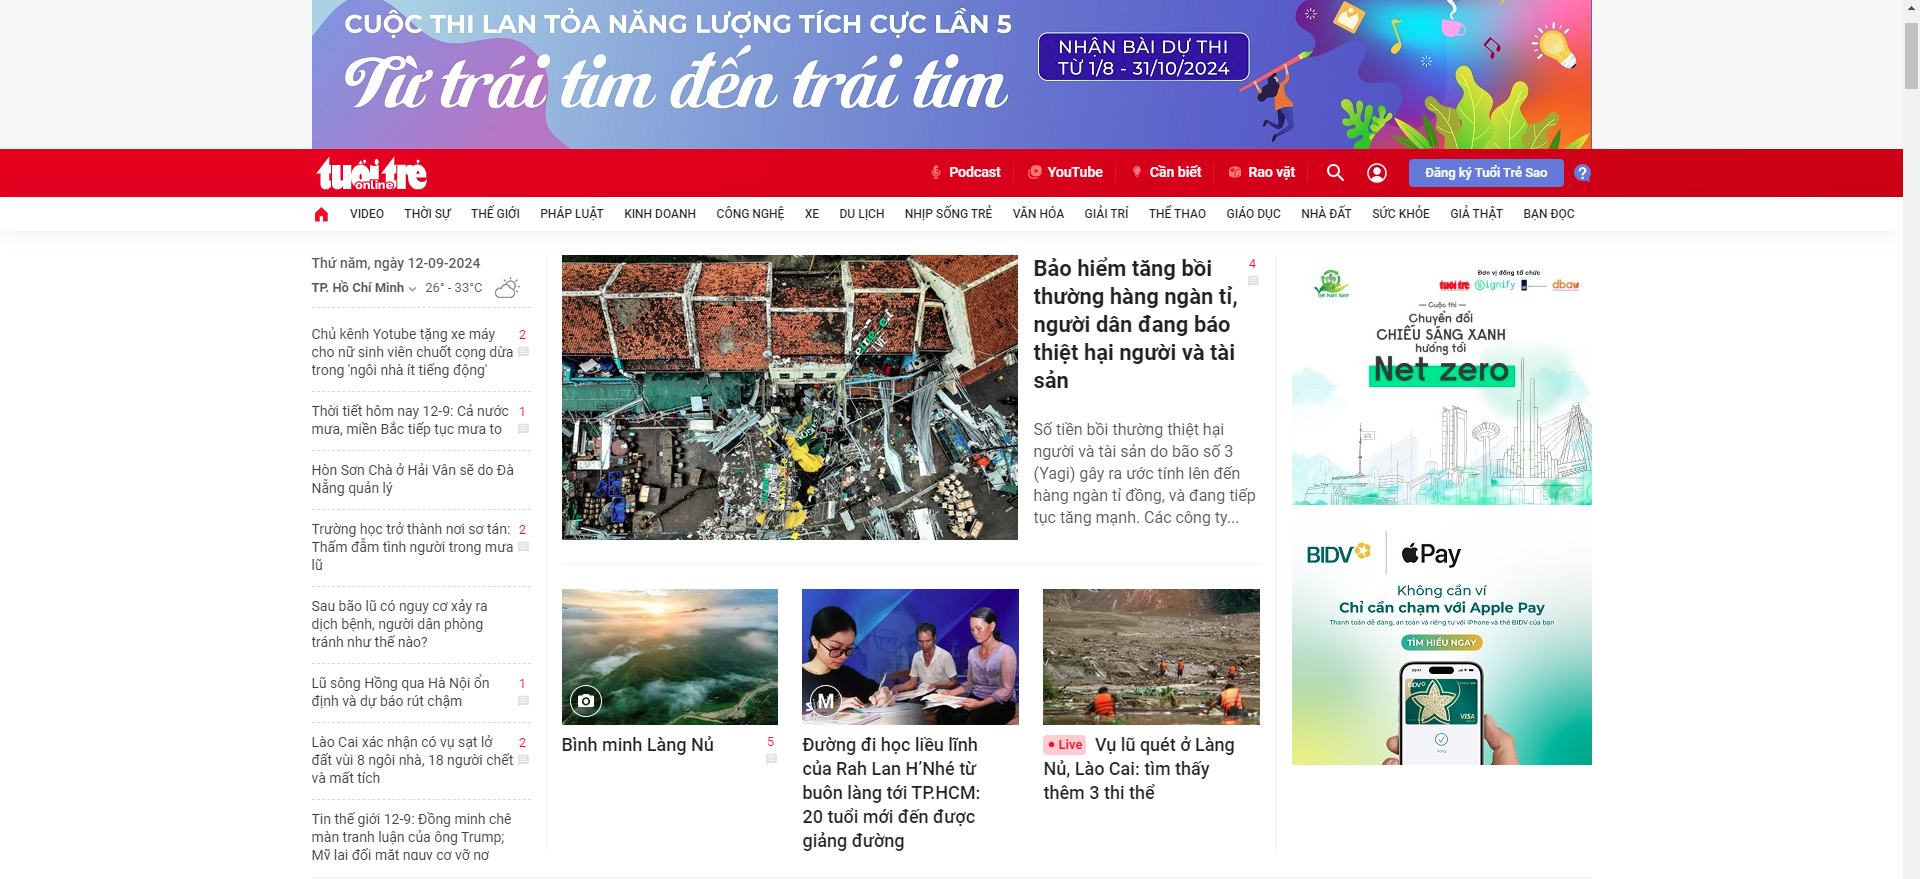 CUỘC THI LAN TỎA NĂNG LƯỢNG TÍCH CỰC LẦN 5
Từ trái tim đến trái tim
NHẬN BÀI DỰ THI
TỪ 1/8 - 31/10/2024
tuổi trẻ
online
Podcast
YouTube
Cần biết
Rao vặt
Đăng ký Tuổi Trẻ Sao
?
VIDEO THỜI SỰ THẾ GIỚI PHÁP LUẬT KINH DOANH CÔNG NGHỆ XE DU LỊCH NHỊP SỐNG TRẺ VĂN HÓA GIẢI TRÍ THỂ THAO GIÁO DỤC NHÀ ĐẤT SỨC KHỎE GIẢ THẬT BẠN ĐỌC
Thứ năm, ngày 12-09-2024
TP. Hồ Chí Minh 26° - 33°C
Chủ kênh Yotube tặng xe máy 2
cho nữ sinh viên chuốt cọng dừa
trong 'ngôi nhà ít tiếng động'
Thời tiết hôm nay 12-9: Cả nước 1
mưa, miền Bắc tiếp tục mưa to
Hòn Sơn Chà ở Hải Vân sẽ do Đà
Nẵng quản lý
Trường học trở thành nơi sơ tán: 2
Thấm đẫm tình người trong mưa
lũ
Sau bão lũ có nguy cơ xảy ra
dịch bệnh, người dân phòng
tránh như thế nào?
Lũ sông Hồng qua Hà Nội ổn 1
định và dự báo rút chậm
Lào Cai xác nhận có vụ sạt lở 2
đất vùi 8 ngôi nhà, 18 người chết
và mất tích
Tin thế giới 12-9: Đồng minh chê
màn tranh luận của ông Trump;
Mỹ lại đối mặt nguy cơ vỡ nợ
Bảo hiểm tăng bồi 4
thường hàng ngàn tỉ,
người dân đang báo
thiệt hại người và tài
sản
Số tiền bồi thường thiệt hại
người và tài sản do bão số 3
(Yagi) gây ra ước tính lên đến
hàng ngàn tỉ đồng, và đang tiếp
tục tăng mạnh. Các công ty...
Bình minh Làng Nủ 5
M
Đường đi học liều lĩnh
của Rah Lan H'Nhé từ
buôn làng tới TP.HCM:
20 tuổi mới đến được
giảng đường
Live Vụ lũ quét ở Làng
Nủ, Lào Cai: tìm thấy
thêm 3 thi thể
Việt Nam Xanh
Đơn vị đồng tổ chức
tuổi trẻ Signify dbav
Cuộc thi
Chuyển đổi
CHIẾU SÁNG XANH
hướng tới
Net zero
BIDV Pay
Không cần ví
Chỉ cần chạm với Apple Pay
Thanh toán dễ dàng, an toàn và riêng tư với iPhone và thẻ BIDV của bạn
TÌM HIỂU NGAY
BIDV
VISA